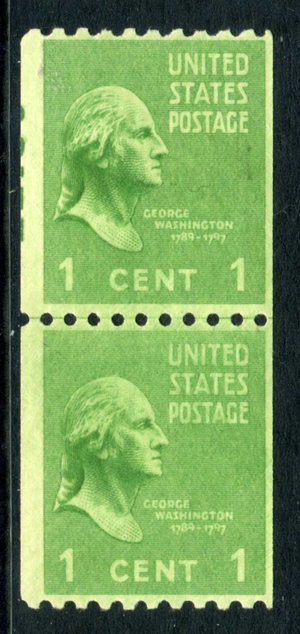 UNITED
STATES
POSTAGE
GEORGE
WASHINGTON
1789-1797
1 CENT 1
UNITED
STATES
POSTAGE
GEORGE
WASHINGTON
1789-1797
1 CENT 1